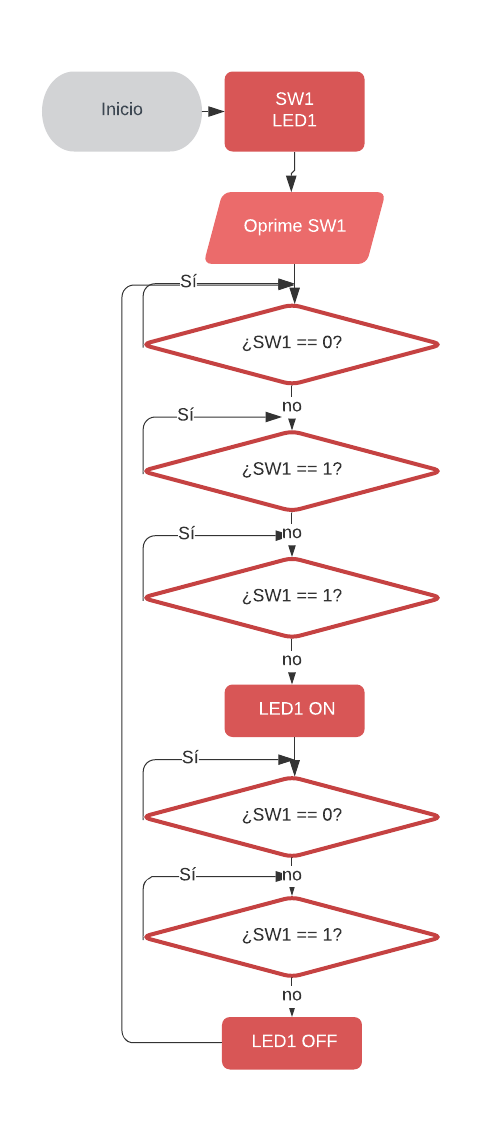 Inicio
SW1
LED1
Oprime SW1
Sí
¿SW1 == 0?
no
Sí
¿SW1 == 1?
no
Sí
¿SW1 == 1?
no
LED1 ON
Sí
¿SW1 == 0?
no
Sí
¿SW1 == 1?
no
LED1 OFF